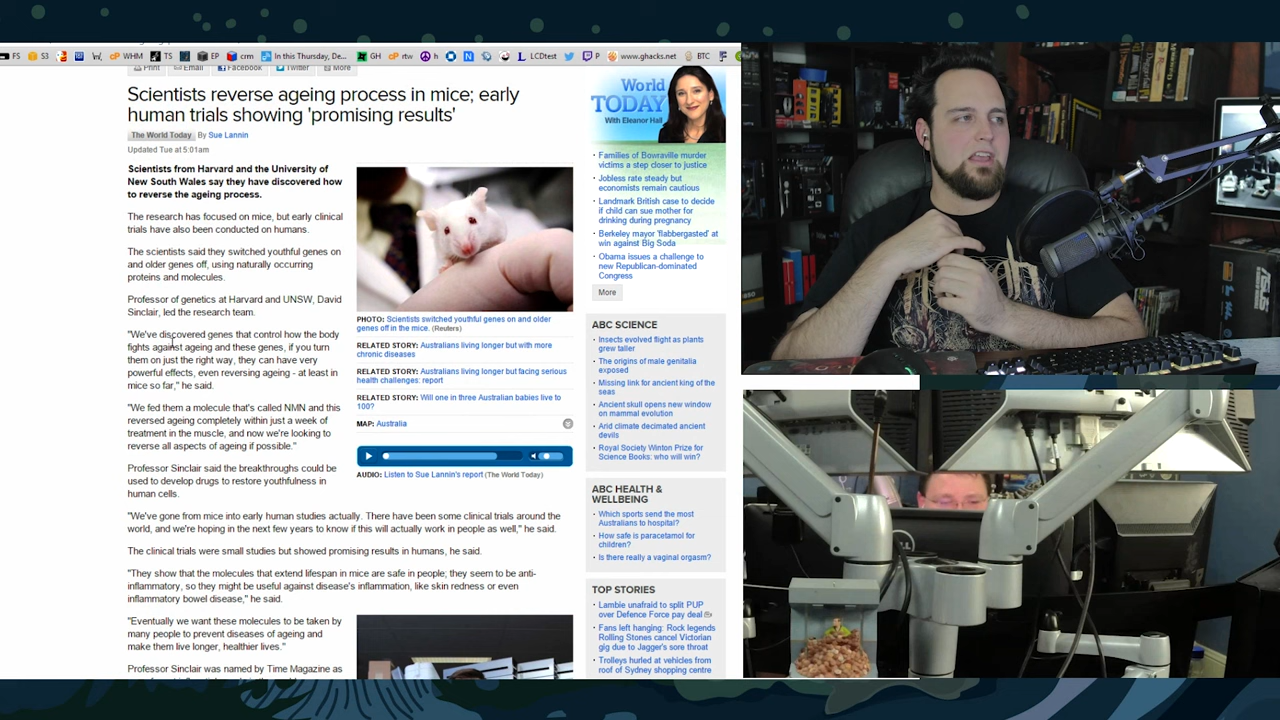 FS
S3
WHM
TS
EP
crm
In this Thursday, De...
GH
rtw
h
LCDtest
P
www.ghacks.net
BTC
Print
Email
Facebook
Twitter
More
Scientists reverse ageing process in mice; early
human trials showing 'promising results'
The World Today By Sue Lannin
Updated Tue at 5:01am
Scientists from Harvard and the University of
New South Wales say they have discovered how
to reverse the ageing process.
The research has focused on mice, but early clinical
trials have also been conducted on humans.
The scientists said they switched youthful genes on
and older genes off, using naturally occurring
proteins and molecules.
Professor of genetics at Harvard and UNSW, David
Sinclair, led the research team.
"We've discovered genes that control how the body
fights against ageing and these genes, if you turn
them on just the right way, they can have very
powerful effects, even reversing ageing - at least in
mice so far," he said.
"We fed them a molecule that's called NMN and this
reversed ageing completely within just a week of
treatment in the muscle, and now we're looking to
reverse all aspects of ageing if possible."
Professor Sinclair said the breakthroughs could be
used to develop drugs to restore youthfulness in
human cells.
"We've gone from mice into early human studies actually. There have been some clinical trials around the
world, and we're hoping in the next few years to know if this will actually work in people as well," he said.
The clinical trials were small studies but showed promising results in humans, he said.
"They show that the molecules that extend lifespan in mice are safe in people; they seem to be anti-
inflammatory, so they might be useful against disease's inflammation, like skin redness or even
inflammatory bowel disease," he said.
"Eventually we want these molecules to be taken by
many people to prevent diseases of ageing and
make them live longer, healthier lives."
Professor Sinclair was named by Time Magazine as
PHOTO: Scientists switched youthful genes on and older
genes off in the mice. (Reuters)
RELATED STORY: Australians living longer but with more
chronic diseases
RELATED STORY: Australians living longer but facing serious
health challenges: report
RELATED STORY: Will one in three Australian babies live to
100?
MAP: Australia
AUDIO: Listen to Sue Lannin's report (The World Today)
World
TODAY
With Eleanor Hall
Families of Bowraville murder
victims a step closer to justice
Jobless rate steady but
economists remain cautious
Landmark British case to decide
if child can sue mother for
drinking during pregnancy
Berkeley mayor 'flabbergasted' at
win against Big Soda
Obama issues a challenge to
new Republican-dominated
Congress
More
ABC SCIENCE
Insects evolved flight as plants
grew taller
The origins of male genitalia
exposed
Missing link for ancient king of the
seas
Ancient skull opens new window
on mammal evolution
Arid climate decimated ancient
devils
Royal Society Winton Prize for
Science Books: who will win?
ABC HEALTH &
WELLBEING
Which sports send the most
Australians to hospital?
How safe is paracetamol for
children?
Is there really a vaginal orgasm?
TOP STORIES
Lambie unafraid to split PUP
over Defence Force pay deal
Fans left hanging: Rock legends
Rolling Stones cancel Victorian
gig due to Jagger's sore throat
Trolleys hurled at vehicles from
roof of Sydney shopping centre